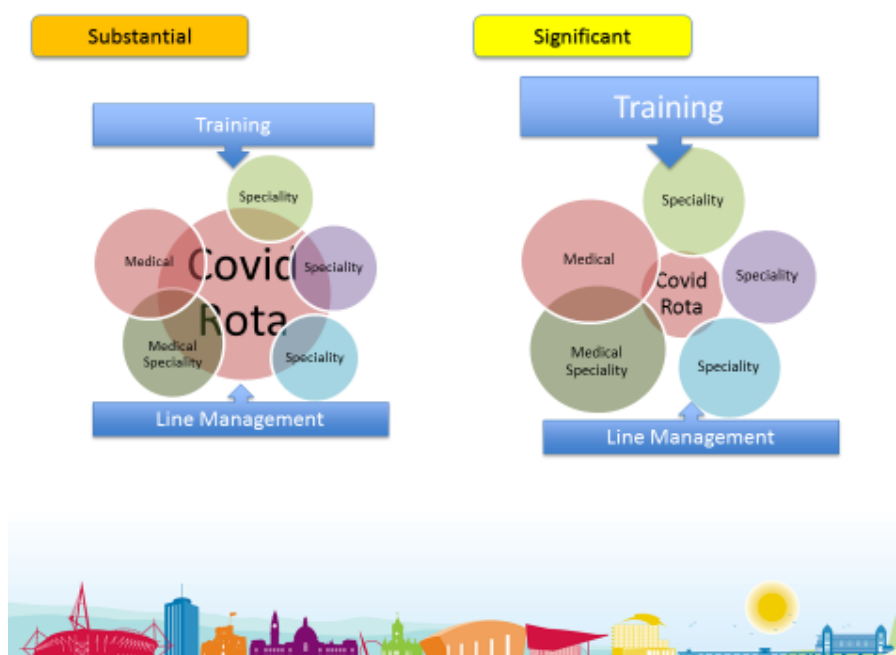 Substantial
Training
Speciality
Medical
Covid
Rota
Speciality
Medical
Speciality
Speciality
Line Management
Significant
Training
Speciality
Medical
Covid
Rota
Speciality
Medical
Speciality
Speciality
Line Management